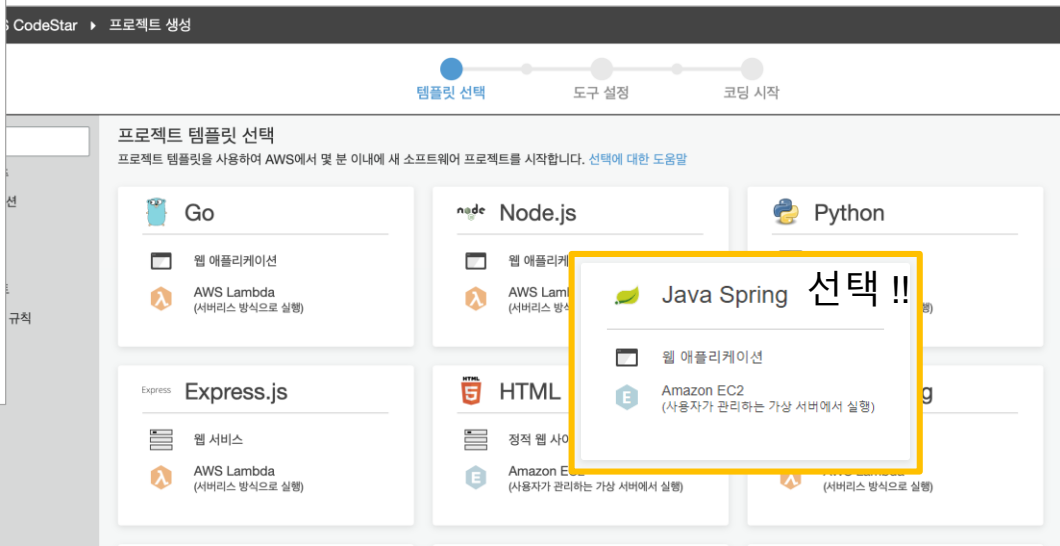 CodeStar ▸ 프로젝트 생성
템플릿 선택
도구 설정
코딩 시작
프로젝트 템플릿 선택
프로젝트 템플릿을 사용하여 AWS에서 몇 분 이내에 새 소프트웨어 프로젝트를 시작합니다. 선택에 대한 도움말
션
규칙
Go
웹 애플리케이션
AWS Lambda
(서버리스 방식으로 실행)
node Node.js
웹 애플리케
AWS Lam
(서버리스 방식
Python
Java Spring 선택 !!
웹 애플리케이션
Amazon EC2
(사용자가 관리하는 가상 서버에서 실행)
Express Express.js
웹 서비스
AWS Lambda
(서버리스 방식으로 실행)
HTML HTML
정적 웹 사이
Amazon E
(사용자가 관리하는 가상 서버에서 실행)
g
(서버리스 방식으로 실행)